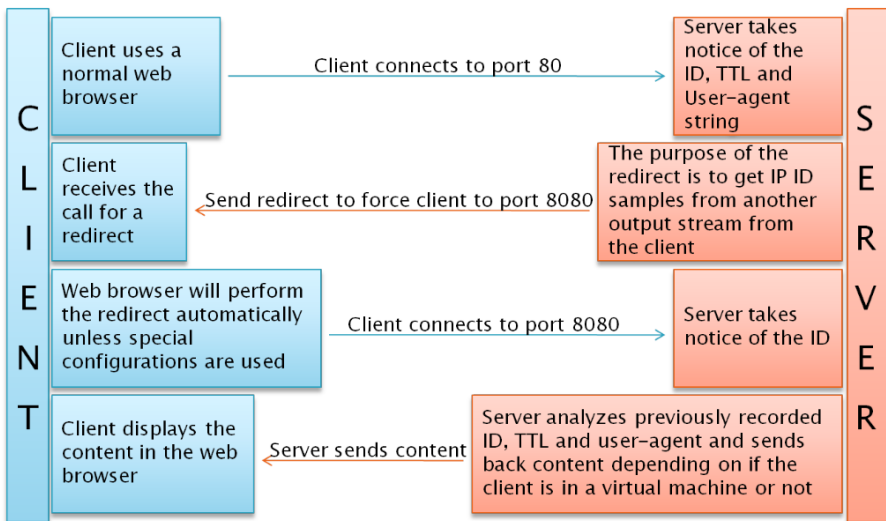 CLIENT
SERVER
Client uses a
normal web
browser
Client connects to port 80
Server takes
notice of the
ID, TTL and
User-agent
string
Client
receives the
call for a
redirect
Send redirect to force client to port 8080
The purpose of the
redirect is to get IP ID
samples from another
output stream from
the client
Web browser will perform
the redirect automatically
unless special
configurations are used
Client connects to port 8080
Server takes
notice of the ID
Client displays the
content in the web
browser
Server sends content
Server analyzes previously recorded
ID, TTL and user-agent and sends
back content depending on if the
client is in a virtual machine or not